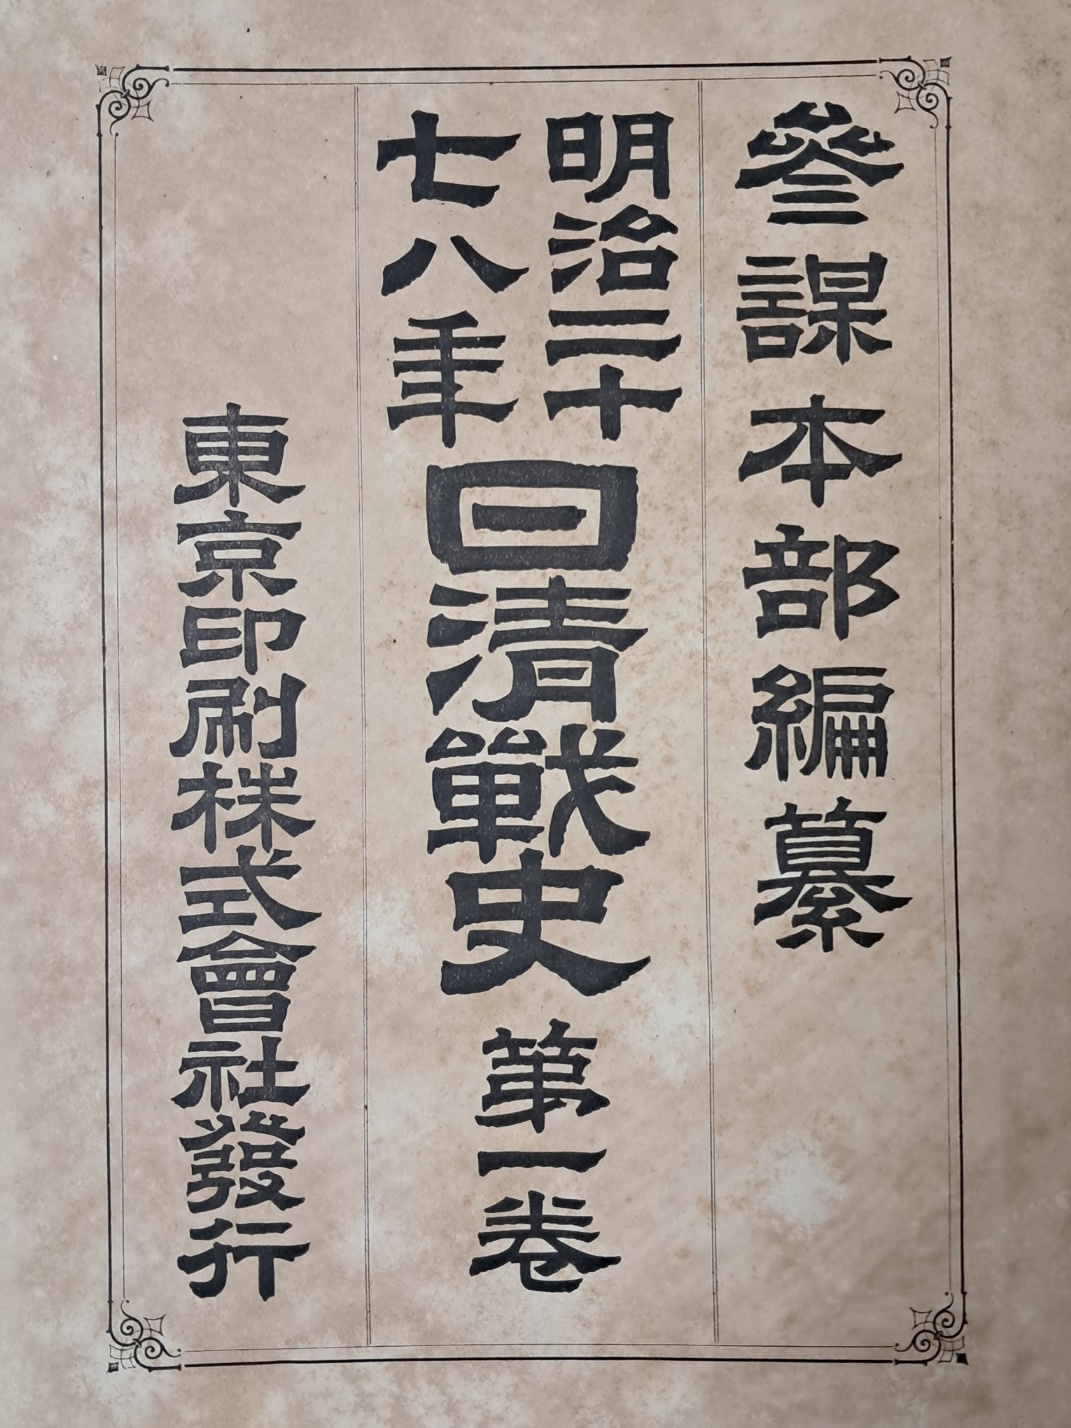 參謀本部編纂
明治二十
七八年
日清戰史 第一卷
東京印刷株式會社發行